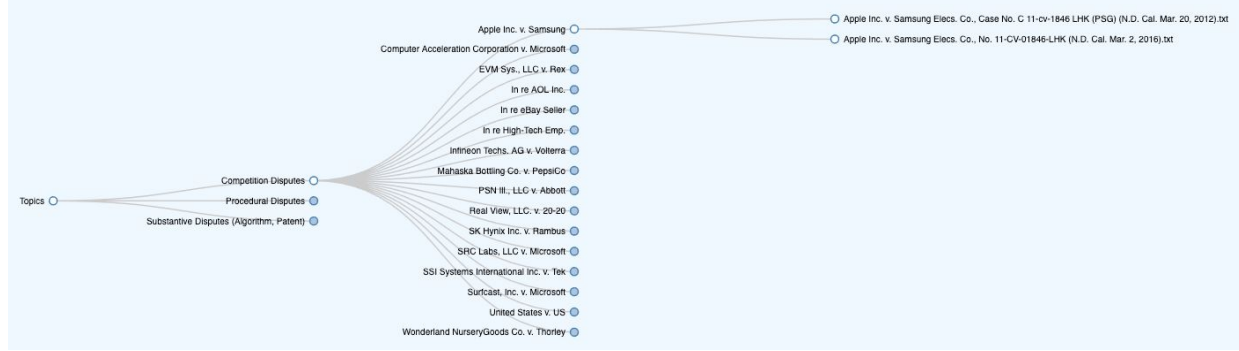 Topics
Competition Disputes
Procedural Disputes
Substantive Disputes (Algorithm, Patent)
Apple Inc. v. Samsung
Computer Acceleration Corporation v. Microsoft
EVM Sys., LLC v. Rex
In re AOL Inc.
In re eBay Seller
In re High-Tech Emp.
Infineon Techs. AG v. Volterra
Mahaska Bottling Co. v. PepsiCo
PSN Ill., LLC v. Abbott
Real View, LLC. v. 20-20
SK Hynix Inc. v. Rambus
SRC Labs, LLC v. Microsoft
SSI Systems International Inc. v. Tek
Surfcast, Inc. v. Microsoft
United States v. US
Wonderland NurseryGoods Co. v. Thorley
Apple Inc. v. Samsung Elecs. Co., Case No. C 11-cv-1846 LHK (PSG) (N.D. Cal. Mar. 20, 2012).txt
Apple Inc. v. Samsung Elecs. Co., No. 11-CV-01846-LHK (N.D. Cal. Mar. 2, 2016).txt